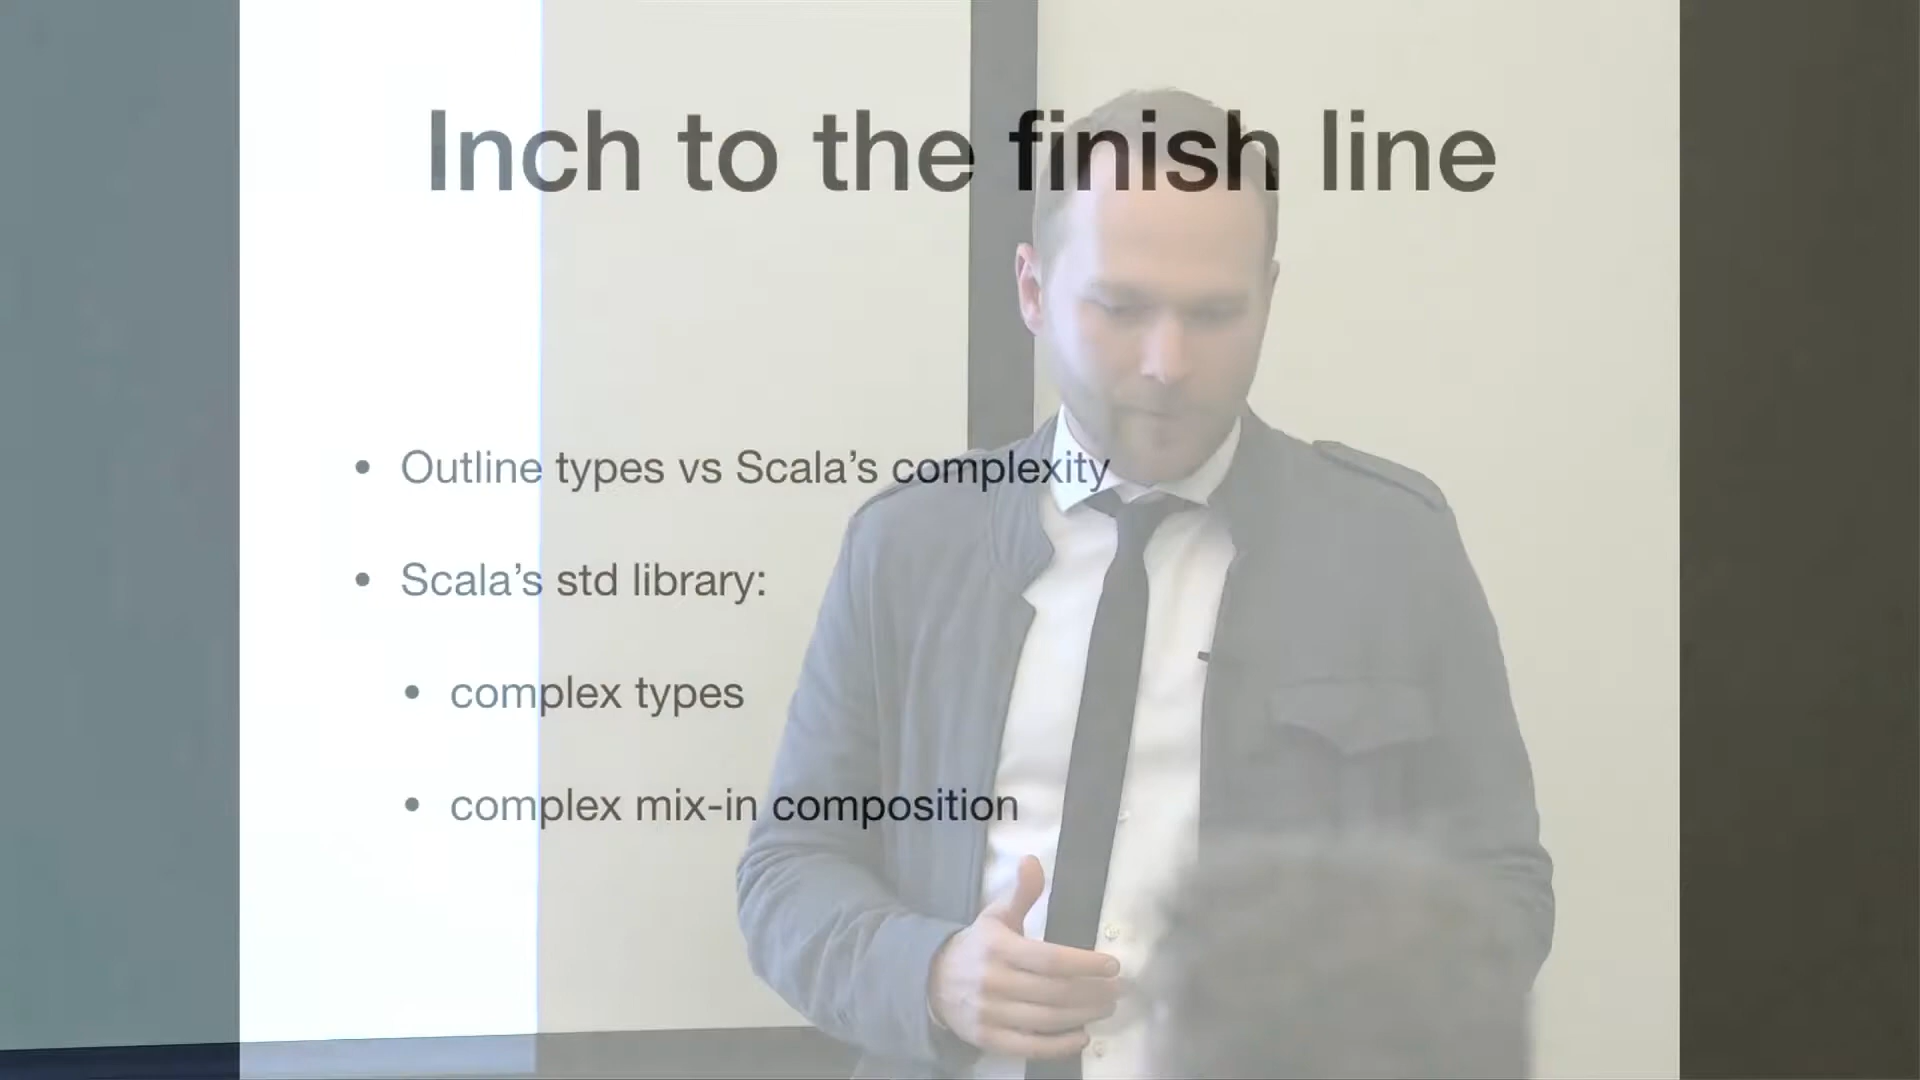 Inch to the finish line
• Outline types vs Scala’s complexity
• Scala’s std library:
• complex types
• complex mix-in composition